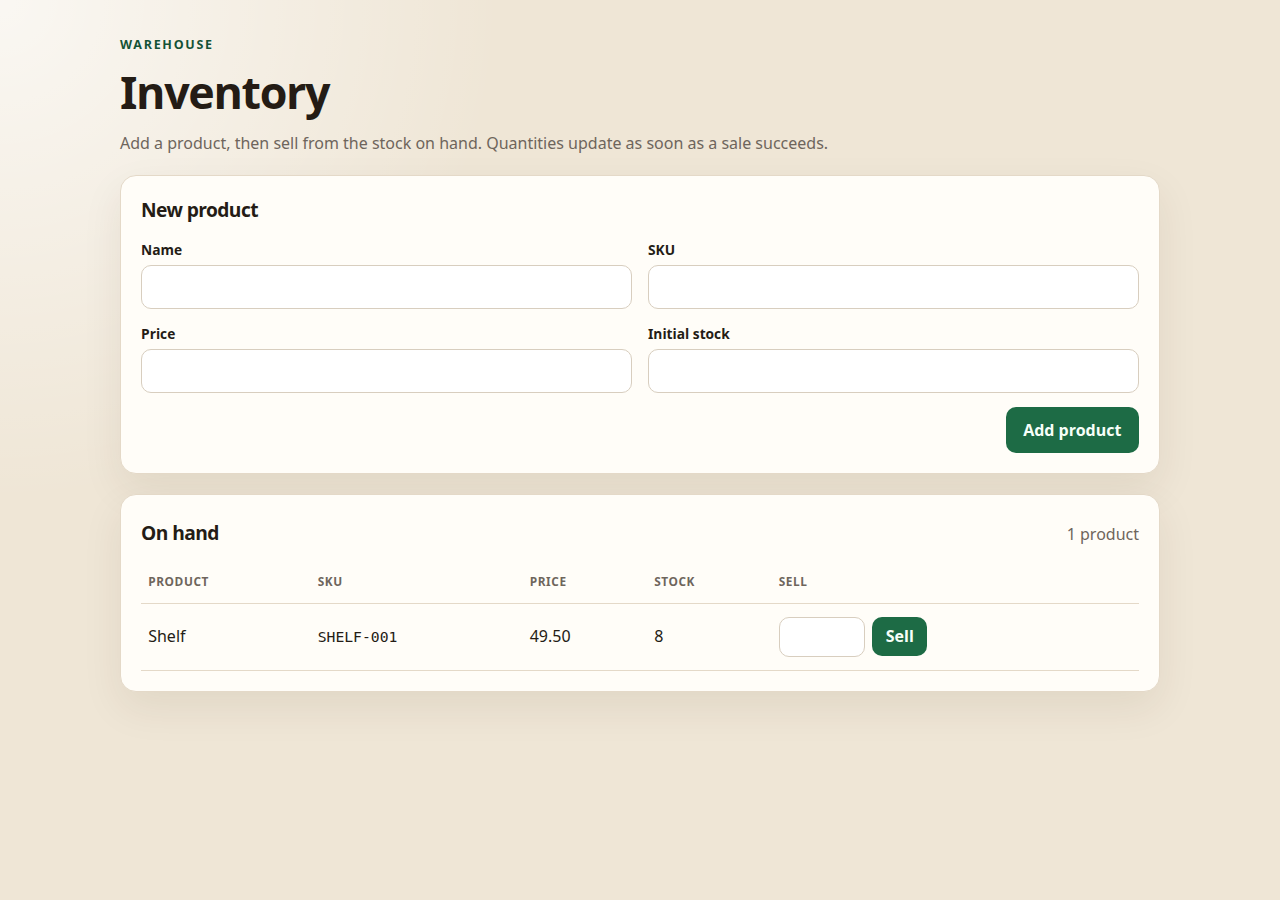 WAREHOUSE
Inventory
Add a product, then sell from the stock on hand. Quantities update as soon as a sale succeeds.
New product
Name SKU
Price Initial stock
Add product
On hand 1 product
PRODUCT SKU PRICE STOCK SELL
Shelf SHELF-001 49.50 8 Sell